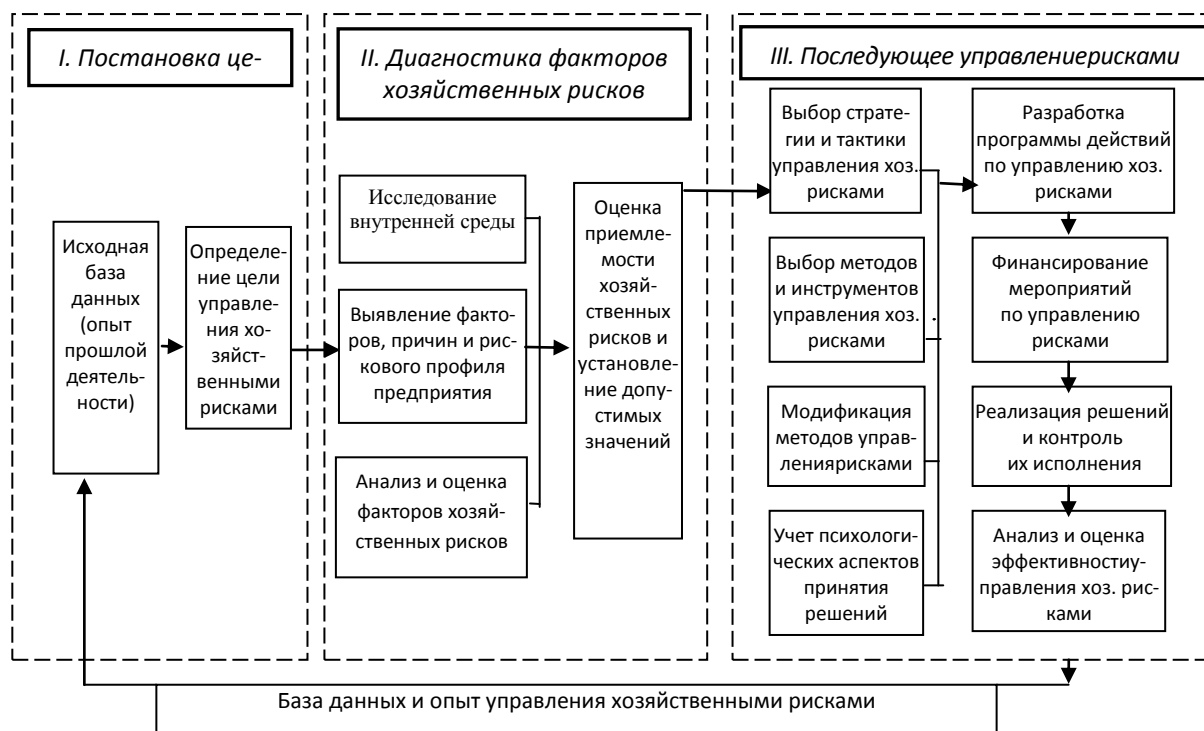 I. Постановка це-
II. Диагностика факторов
хозяйственных рисков
III. Последующее управлениерисками
Исходная
база
данных
(опыт
прошлой
деятель-
ности)
Определе-
ние цели
управле-
ния хо-
зяйст-
венными
рисками
Исследование
внутренней среды
Выявление факто-
ров, причин и рис-
кового профиля
предприятия
Анализ и оценка
факторов хозяй-
ственных рисков
Оценка
приемле-
мости
хозяй-
ственных
рисков и
установле-
ние допу-
стимых
значений
Выбор страте-
гии и тактики
управления хоз.
рисками
Выбор методов
и инструментов
управления хоз.
рисками
.
Модификация
методов управ-
лениярисками
Учет психологи-
ческих аспектов
принятия
решений
Разработка
программы действий
по управлению хоз.
рисками
Финансирование
мероприятий
по управлению
рисками
Реализация решений
и контроль
их исполнения
Анализ и оценка
эффективностиу-
правления хоз. рис-
ками
База данных и опыт управления хозяйственными рисками